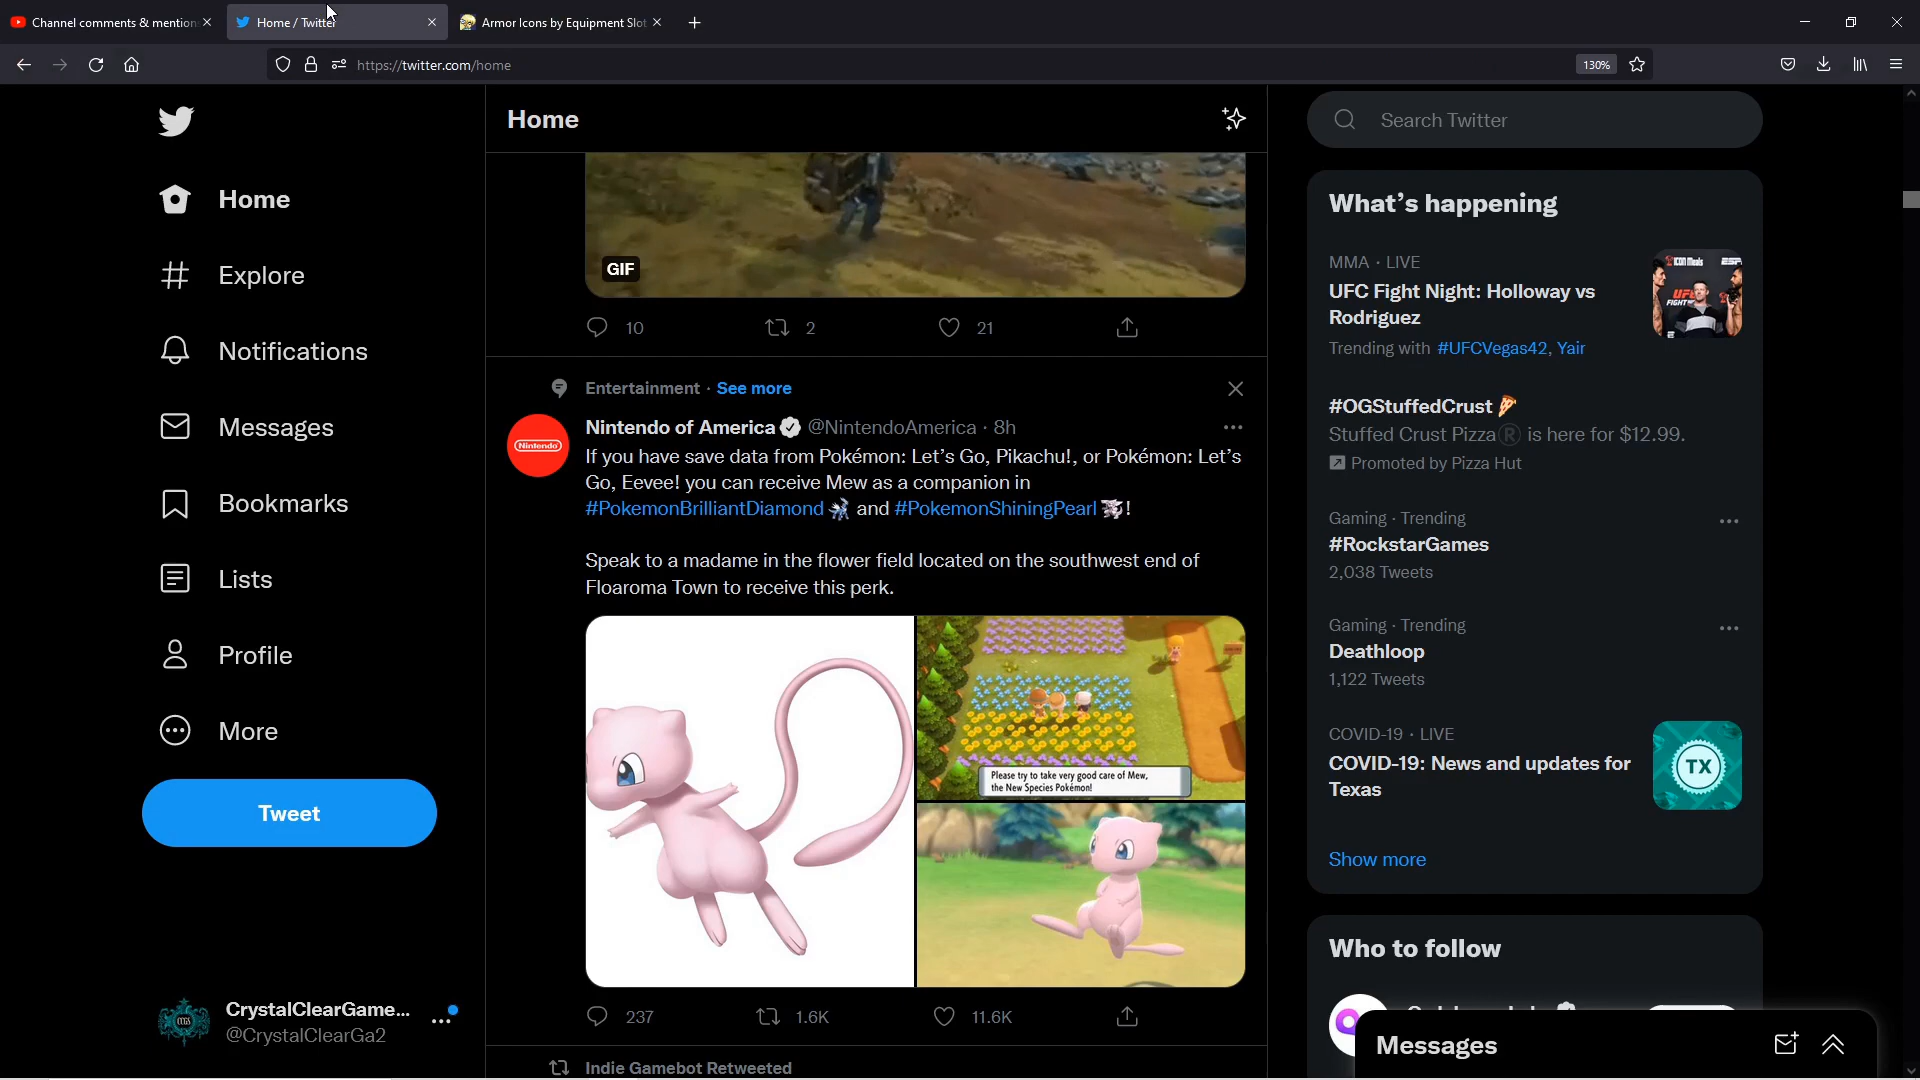 Channel comments & mention
Home / Twitter
Armor Icons by Equipment Slot
https://twitter.com/home
130%
Home
Explore
Notifications
Messages
Bookmarks
Lists
Profile
More
Tweet
CrystalClearGame...
@CrystalClearGa2
Home
GIF
10
2
21
Entertainment · See more
Nintendo
Nintendo of America @NintendoAmerica · 8h
If you have save data from Pokémon: Let’s Go, Pikachu!, or Pokémon: Let’s
Go, Eevee! you can receive Mew as a companion in
#PokemonBrilliantDiamond and #PokemonShiningPearl !
Speak to a madame in the flower field located on the southwest end of
Floaroma Town to receive this perk.
Please try to take very good care of Mew,
the New Species Pokémon!
237
1.6K
11.6K
Indie Gamebot Retweeted
Search Twitter
What’s happening
MMA · LIVE
UFC Fight Night: Holloway vs
Rodriguez
Trending with #UFCVegas42, Yair
#OGStuffedCrust
Stuffed Crust Pizza® is here for $12.99.
Promoted by Pizza Hut
Gaming · Trending
#RockstarGames
2,038 Tweets
Gaming · Trending
Deathloop
1,122 Tweets
COVID-19 · LIVE
COVID-19: News and updates for
Texas
TX
Show more
Who to follow
Messages